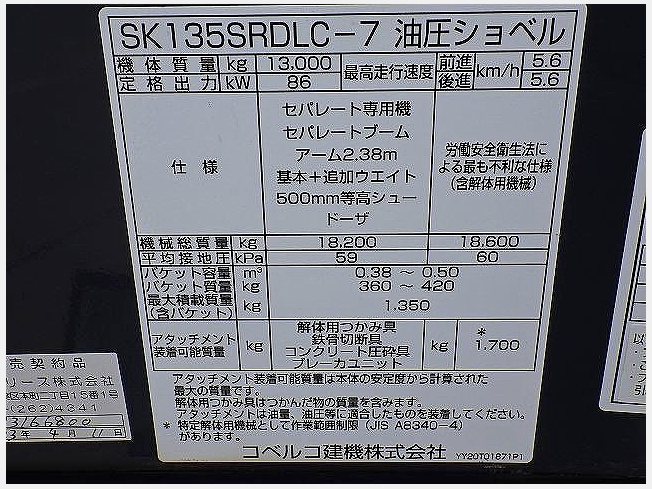 SK135SRDLC-7 油圧ショベル
機体質量 kg 13,000 最高走行速度 前進 km/h 5.6
定格出力 kW 86 後進 5.6
仕様
セパレート専用機
セパレートブーム
アーム2.38m
基本+追加ウエイト
500mm等高シュー
ドーザ
労働安全衛生法に
よる最も不利な仕様
(含解体用機械)
機械総質量 kg 18,200 18,600
平均接地圧 kPa 59 60
バケット容量 m³ 0.38 ~ 0.50
バケット質量 kg 360 ~ 420
最大積載質量
(含バケット) kg 1.350
アタッチメント
装着可能質量 kg
解体用つかみ具
鉄骨切断具
コンクリート圧砕具
ブレーカユニット
kg * 1.700
アタッチメント装着可能質量は本体の安定度から計算された
最大の質量です。
解体用つかみ具はつかんだ物の質量を含みます。
アタッチメントは油量、油圧等に適合したものを装着してください。
* 特定解体用機械として作業範囲制限(JIS A8340-4)
があります。
コベルコ建機株式会社 YY20T01871P1
売契約品
リース株式会社
区本町二丁目15番1号
(262)4341
3166800
3年 4月 11日